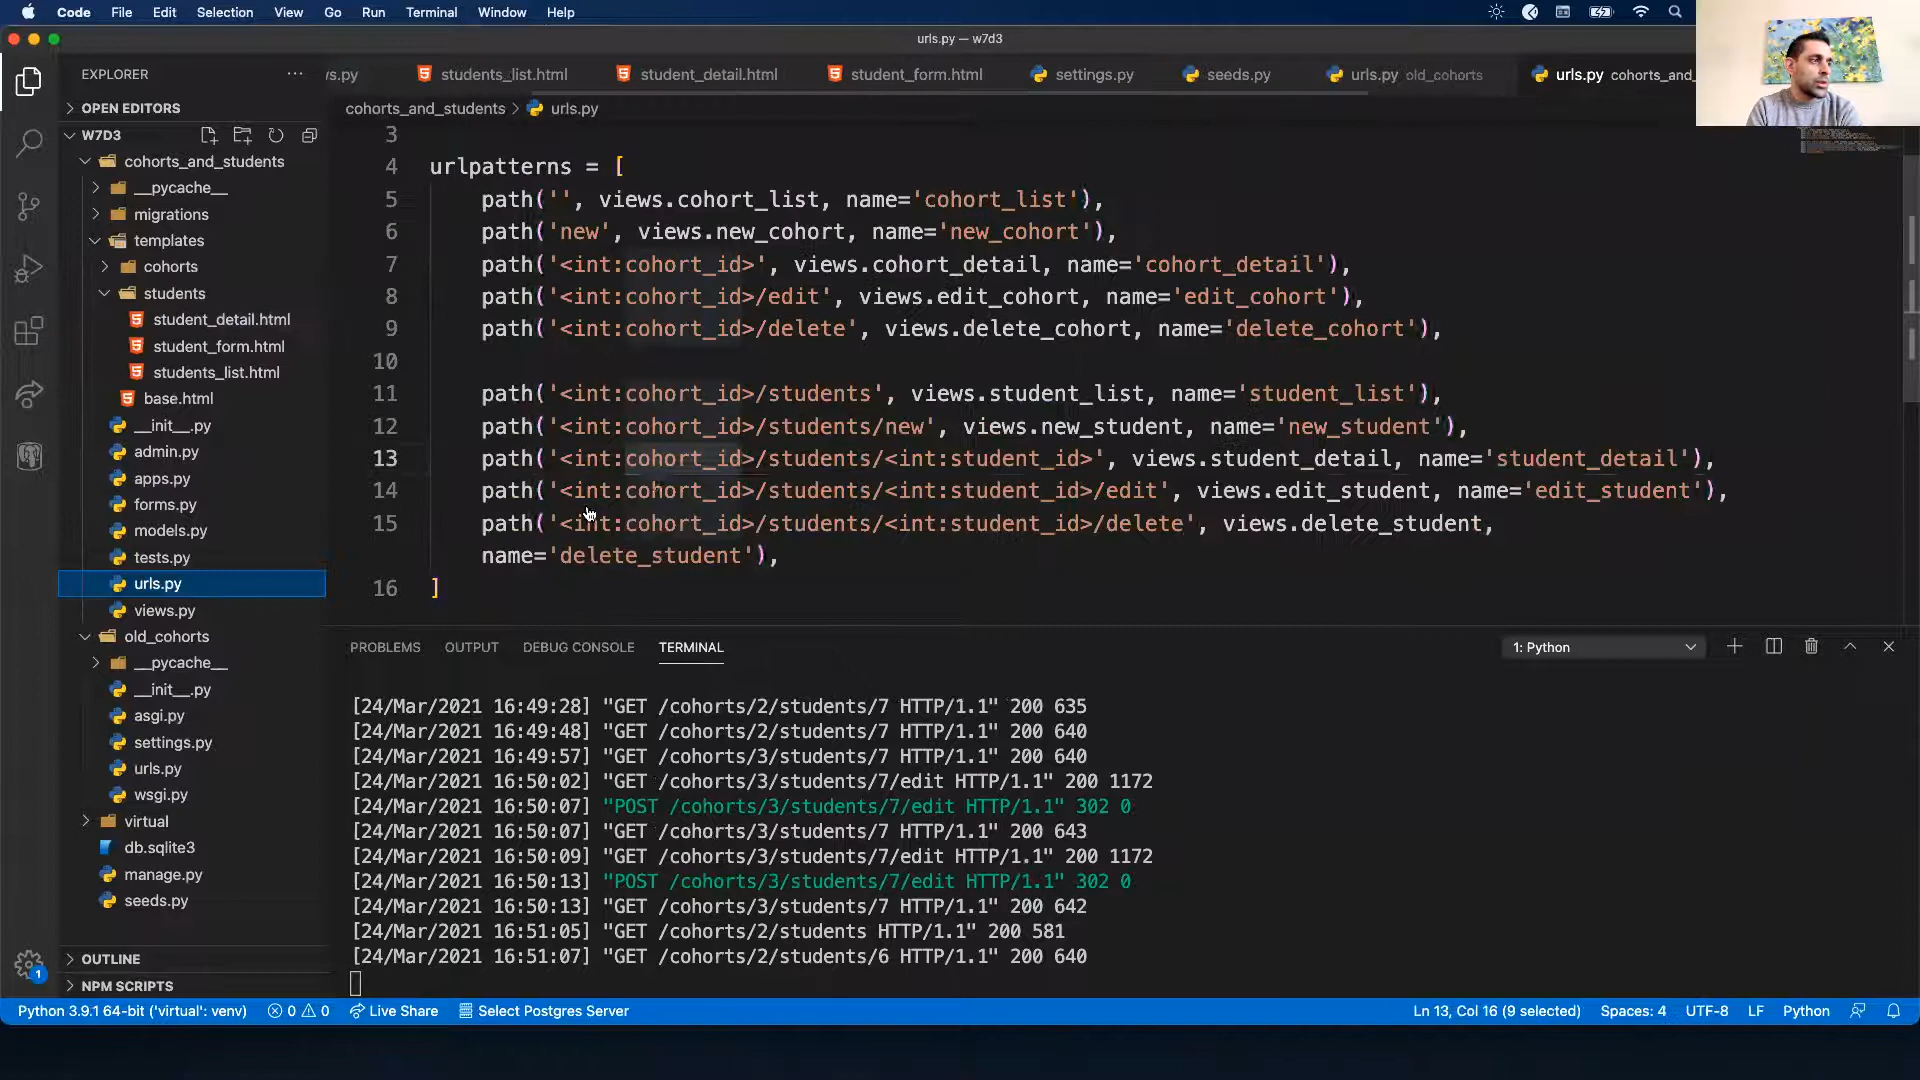 Code File Edit Selection View Go Run Terminal Window Help
urls.py — w7d3
EXPLORER
···
vs.py students_list.html student_detail.html student_form.html settings.py seeds.py urls.py old_cohorts urls.py cohorts_and_
OPEN EDITORS
W7D3
cohorts_and_students
__pycache__
migrations
templates
cohorts
students
student_detail.html
student_form.html
students_list.html
base.html
__init__.py
admin.py
apps.py
forms.py
models.py
tests.py
urls.py
views.py
old_cohorts
__pycache__
__init__.py
asgi.py
settings.py
urls.py
wsgi.py
virtual
db.sqlite3
manage.py
seeds.py
OUTLINE
NPM SCRIPTS
1
cohorts_and_students > urls.py
3
4 urlpatterns = [
5 path('', views.cohort_list, name='cohort_list'),
6 path('new', views.new_cohort, name='new_cohort'),
7 path('<int:cohort_id>', views.cohort_detail, name='cohort_detail'),
8 path('<int:cohort_id>/edit', views.edit_cohort, name='edit_cohort'),
9 path('<int:cohort_id>/delete', views.delete_cohort, name='delete_cohort'),
10
11 path('<int:cohort_id>/students', views.student_list, name='student_list'),
12 path('<int:cohort_id>/students/new', views.new_student, name='new_student'),
13 path('<int:cohort_id>/students/<int:student_id>', views.student_detail, name='student_detail'),
14 path('<int:cohort_id>/students/<int:student_id>/edit', views.edit_student, name='edit_student'),
15 path('<int:cohort_id>/students/<int:student_id>/delete', views.delete_student,
name='delete_student'),
16 ]
PROBLEMS OUTPUT DEBUG CONSOLE TERMINAL 1: Python
[24/Mar/2021 16:49:28] "GET /cohorts/2/students/7 HTTP/1.1" 200 635
[24/Mar/2021 16:49:48] "GET /cohorts/2/students/7 HTTP/1.1" 200 640
[24/Mar/2021 16:49:57] "GET /cohorts/3/students/7 HTTP/1.1" 200 640
[24/Mar/2021 16:50:02] "GET /cohorts/3/students/7/edit HTTP/1.1" 200 1172
[24/Mar/2021 16:50:07] "POST /cohorts/3/students/7/edit HTTP/1.1" 302 0
[24/Mar/2021 16:50:07] "GET /cohorts/3/students/7 HTTP/1.1" 200 643
[24/Mar/2021 16:50:09] "GET /cohorts/3/students/7/edit HTTP/1.1" 200 1172
[24/Mar/2021 16:50:13] "POST /cohorts/3/students/7/edit HTTP/1.1" 302 0
[24/Mar/2021 16:50:13] "GET /cohorts/3/students/7 HTTP/1.1" 200 642
[24/Mar/2021 16:51:05] "GET /cohorts/2/students HTTP/1.1" 200 581
[24/Mar/2021 16:51:07] "GET /cohorts/2/students/6 HTTP/1.1" 200 640
Python 3.9.1 64-bit ('virtual': venv) 0 0 Live Share Select Postgres Server Ln 13, Col 16 (9 selected) Spaces: 4 UTF-8 LF Python